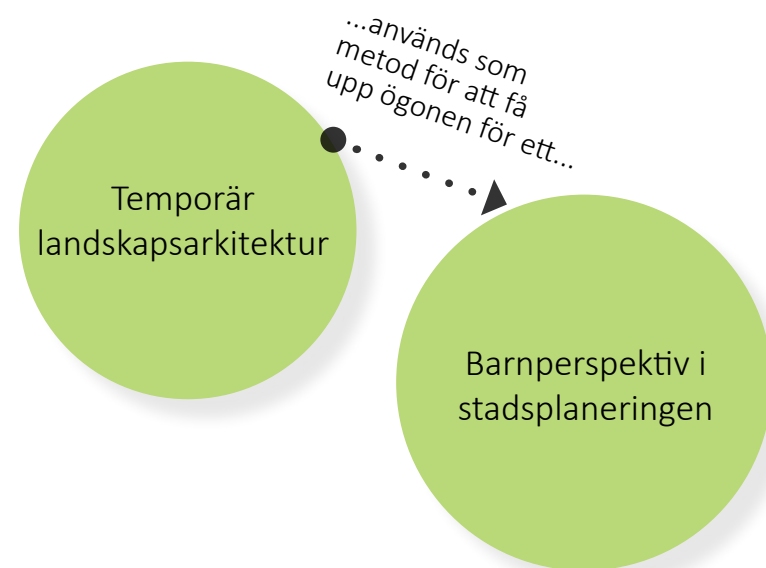 Temporär
landskapsarkitektur
...används som
metod för att få
upp ögonen för ett...
Barnperspektiv i
stadsplaneringen